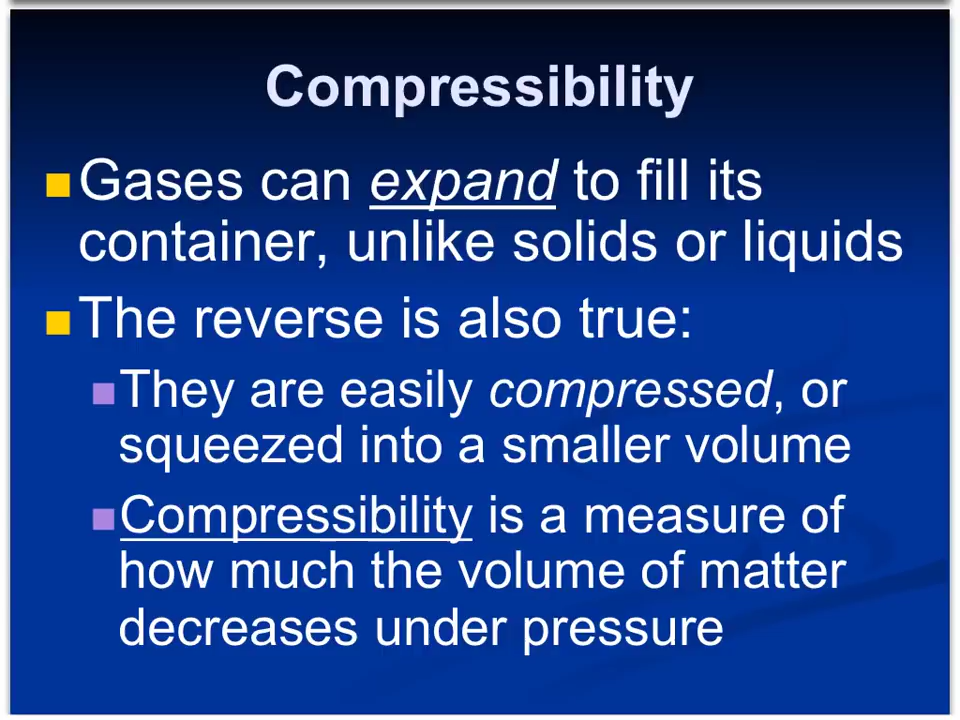 Compressibility
Gases can expand to fill its
container, unlike solids or liquids
The reverse is also true:
They are easily compressed, or
squeezed into a smaller volume
Compressibility is a measure of
how much the volume of matter
decreases under pressure